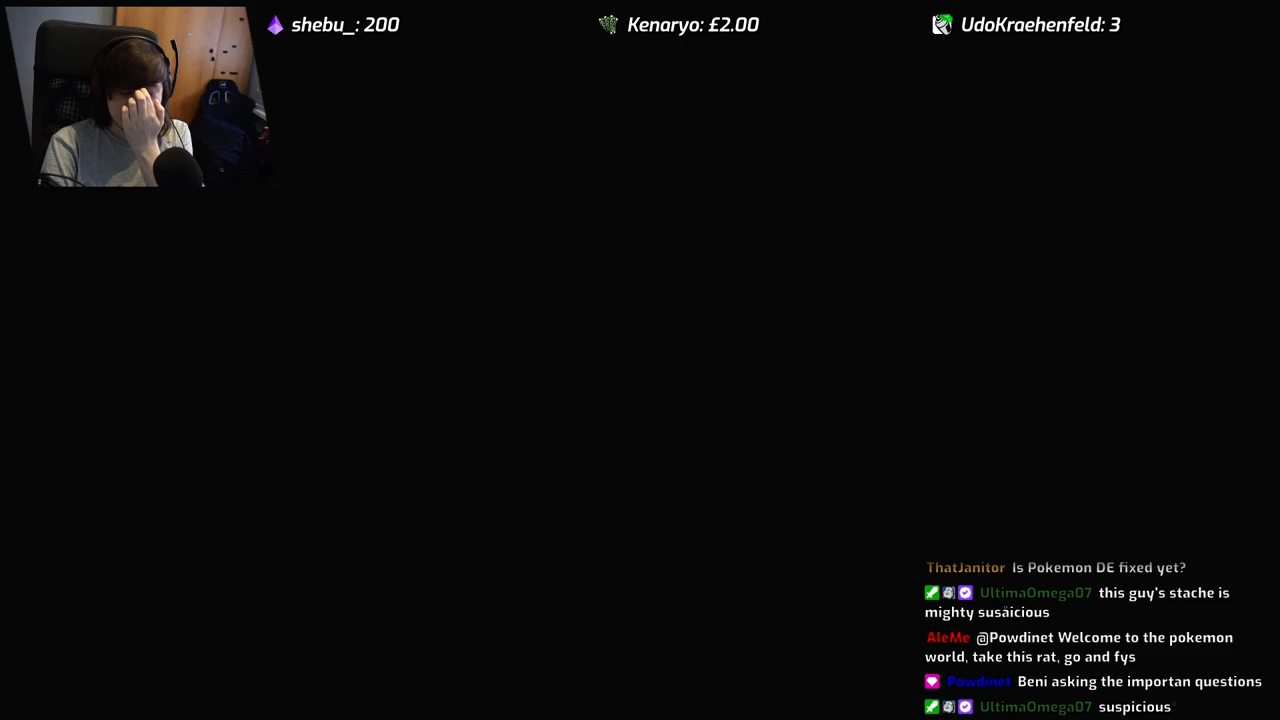 shebu_: 200
Kenaryo: £2.00
UdoKraehenfeld: 3
ThatJanitor Is Pokemon DE fixed yet?
UltimaOmega07 this guy's stache is
mighty susäicious
AleMe @Powdinet Welcome to the pokemon
world, take this rat, go and fys
Powdinet Beni asking the importan questions
UltimaOmega07 suspicious*